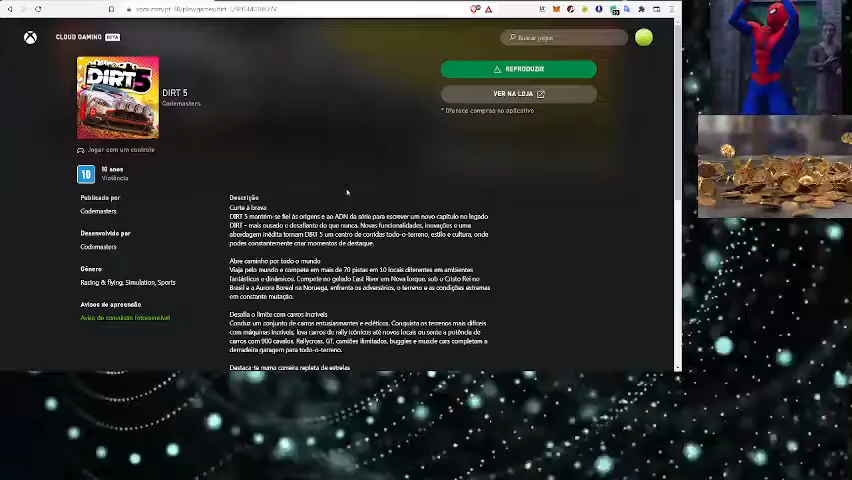 CLOUD GAMING BETA
Buscar jogos
DIRT 5
DIRT 5
Codemasters
REPRODUZIR
VER NA LOJA
* Oferece compras no aplicativo
Jogar com um controle
10
10 anos
Violência
Publicado por
Codemasters
Desenvolvido por
Codemasters
Gênero
Racing & flying, Simulation, Sports
Avisos de apreensão
Aviso de convulsão fotossensível
Descrição
Curte à brava
DIRT 5 mantém-se fiel às origens e ao ADN da série para escrever um novo capítulo no legado
DIRT – mais ousado e desafiante do que nunca. Novas funcionalidades, inovações e uma
abordagem inédita tornam DIRT 5 um centro de corridas todo-o-terreno, estilo e cultura, onde
podes constantemente criar momentos de destaque.
Abre caminho por todo o mundo
Viaja pelo mundo e compete em mais de 70 pistas em 10 locais diferentes em ambientes
fantásticos e dinâmicos. Compete no gelado East River em Nova Iorque, sob o Cristo Rei no
Brasil e a Aurora Boreal na Noruega, enfrenta os adversários, o terreno e as condições extremas
em constante mutação.
Desafia o limite com carros incríveis
Conduz um conjunto de carros entusiasmantes e ecléticos. Conquista os terrenos mais difíceis
com máquinas incríveis; leva carros de rally icónicos até novos locais ou sente a potência de
carros com 900 cavalos. Rallycross, GT, camiões ilimitados, buggies e muscle cars completam a
derradeira garagem para todo-o-terreno.
Destaca-te numa carreira repleta de estrelas